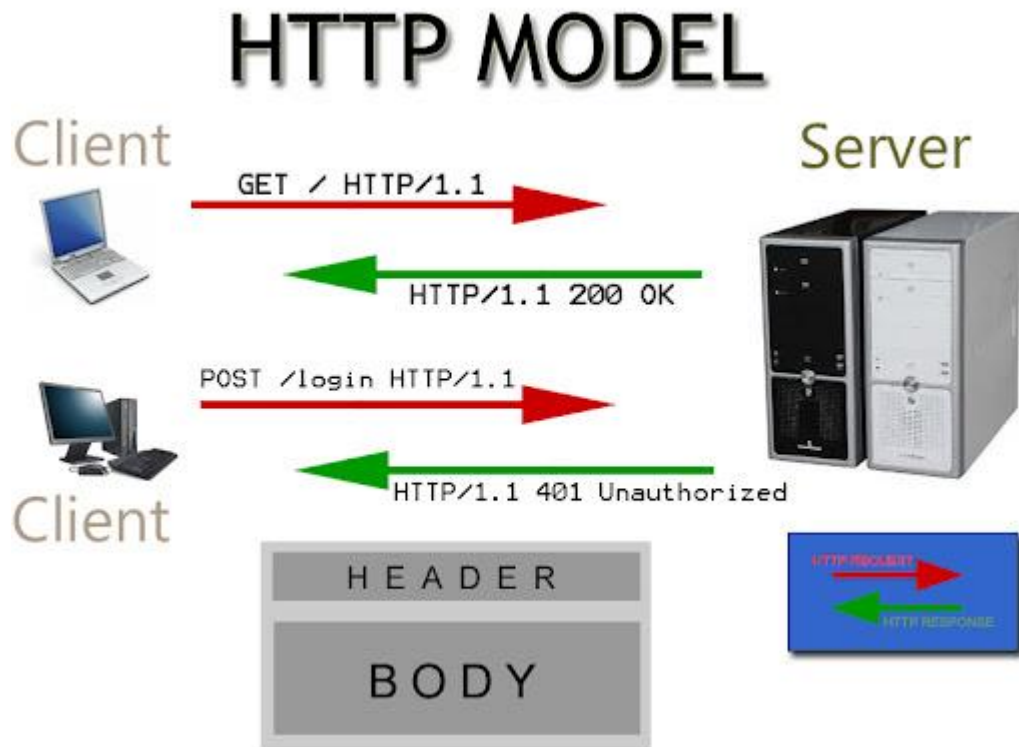 HTTP MODEL
Client
Server
GET / HTTP/1.1
HTTP/1.1 200 OK
POST /login HTTP/1.1
HTTP/1.1 401 Unauthorized
Client
HEADER
BODY
HTTP REQUEST
HTTP RESPONSE